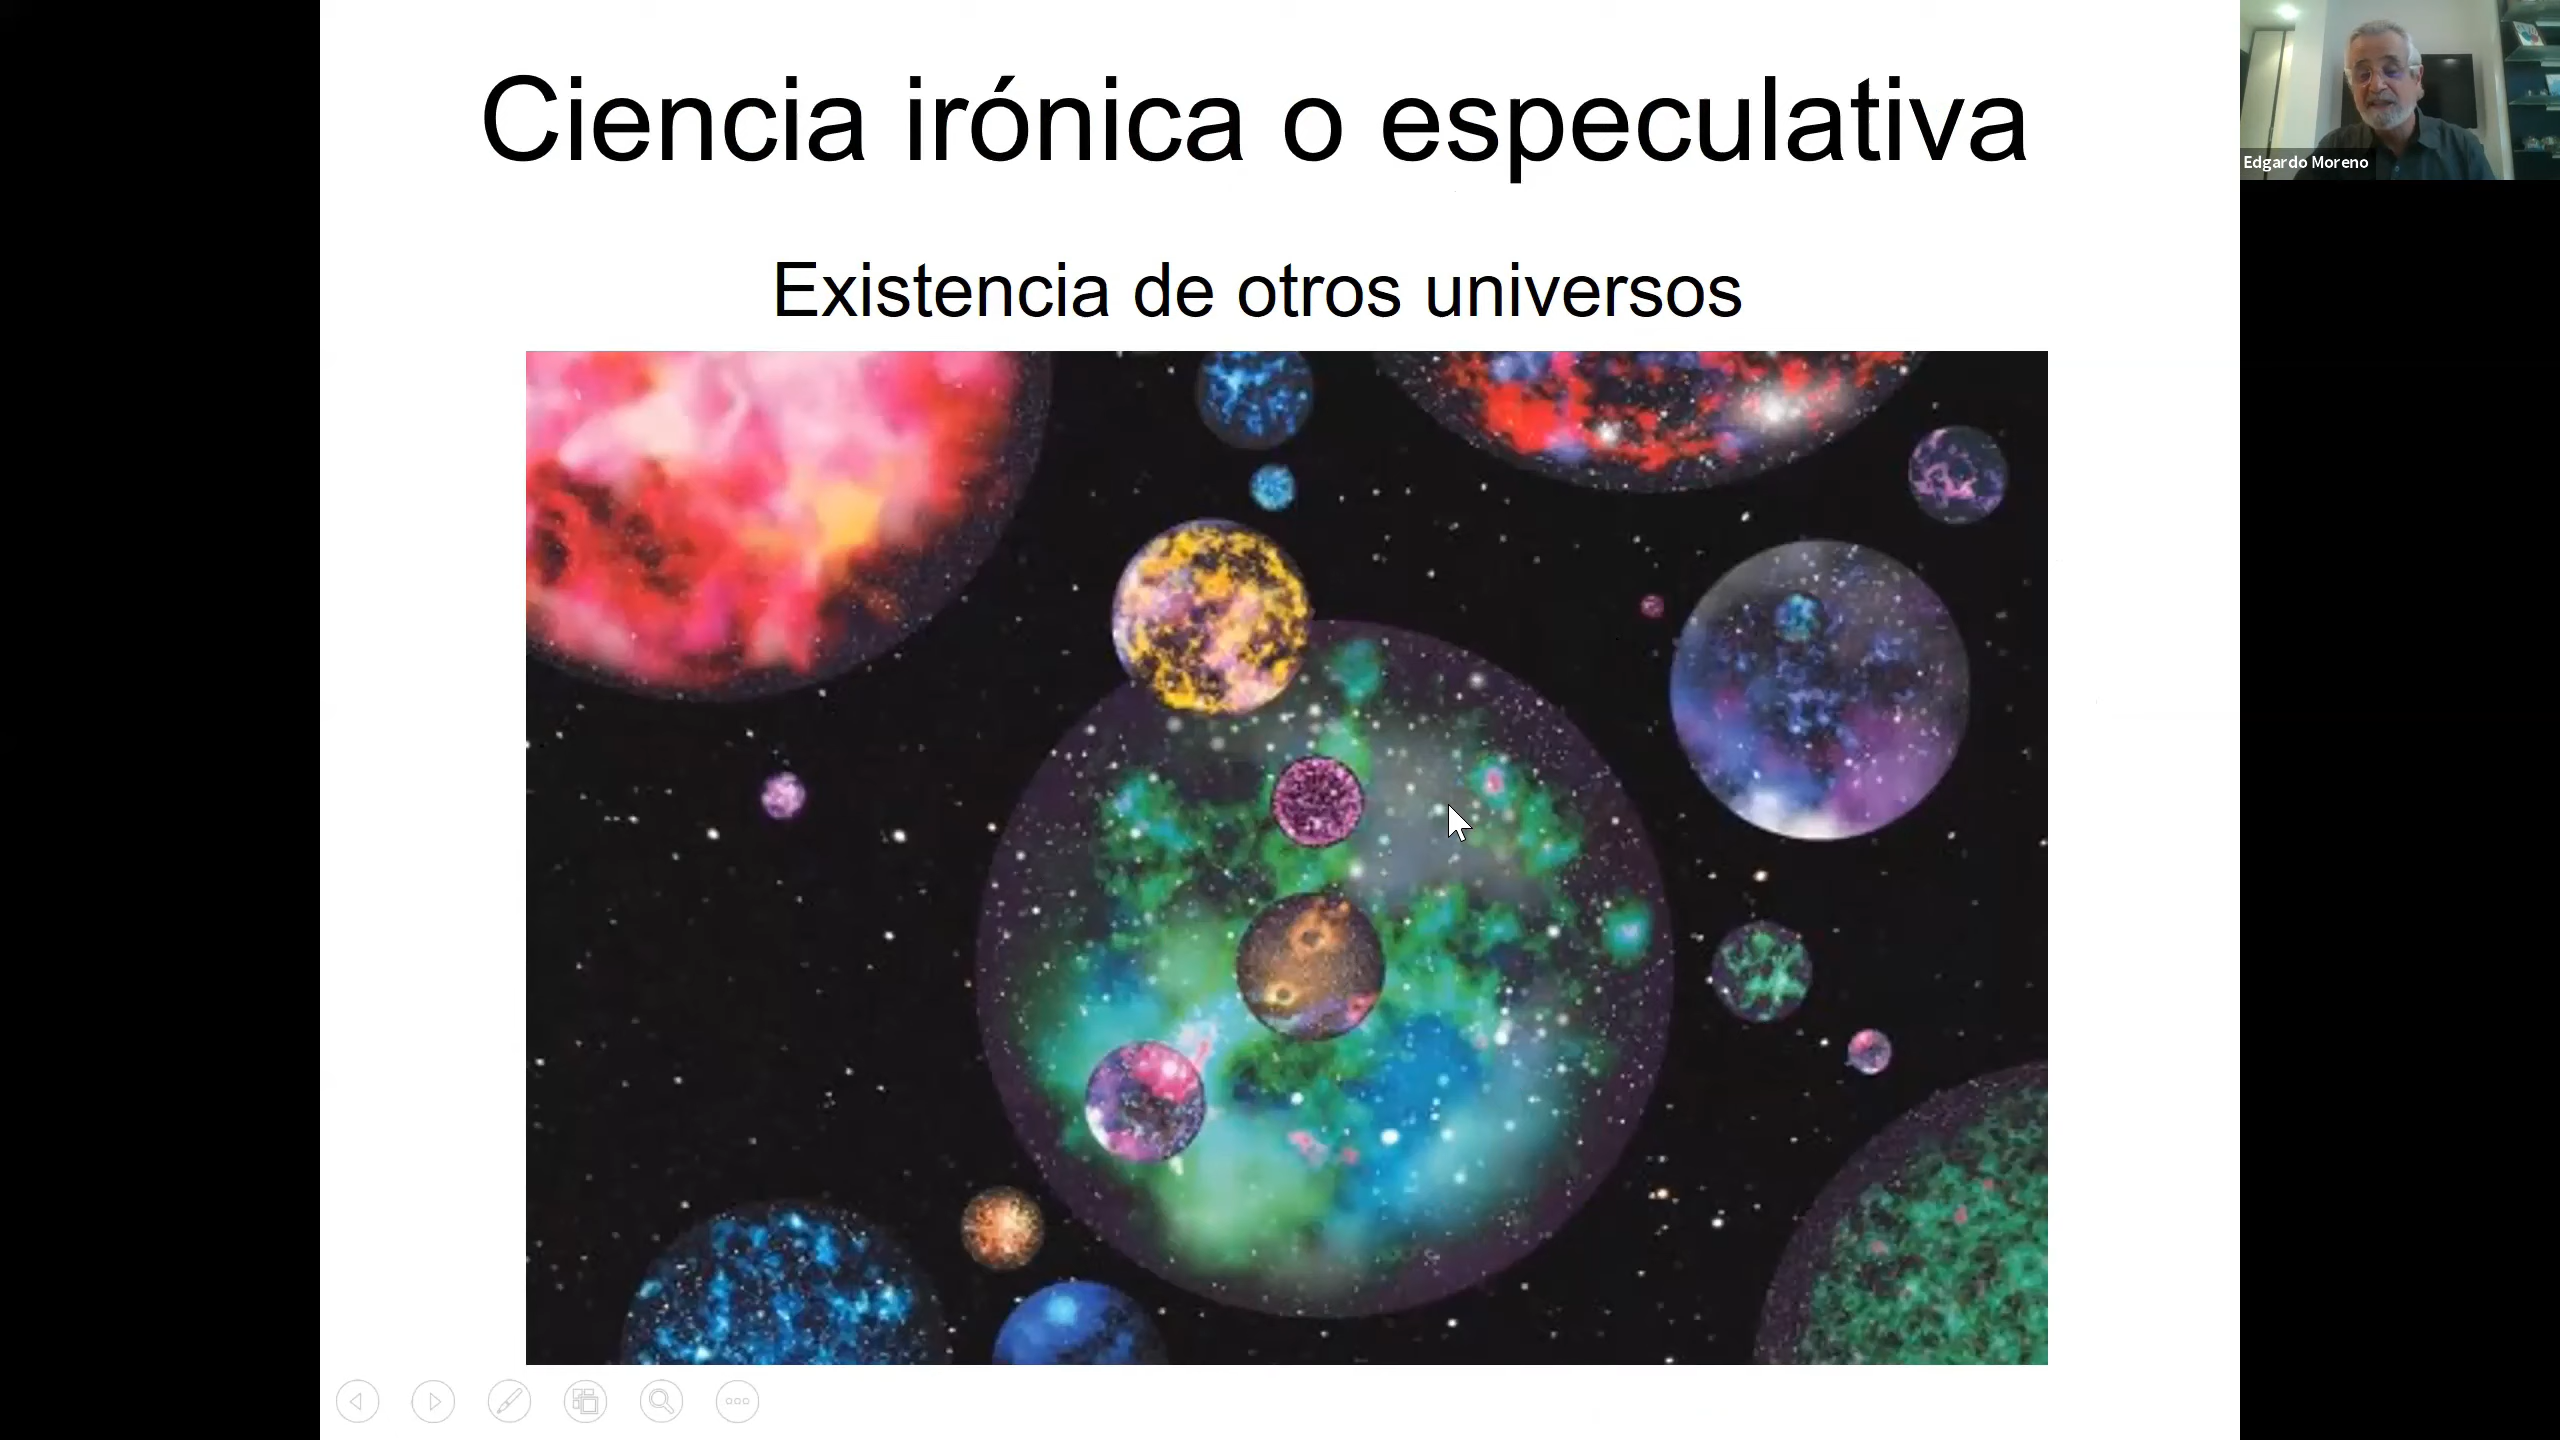 Ciencia irónica o especulativa
Edgardo Moreno
Existencia de otros universos